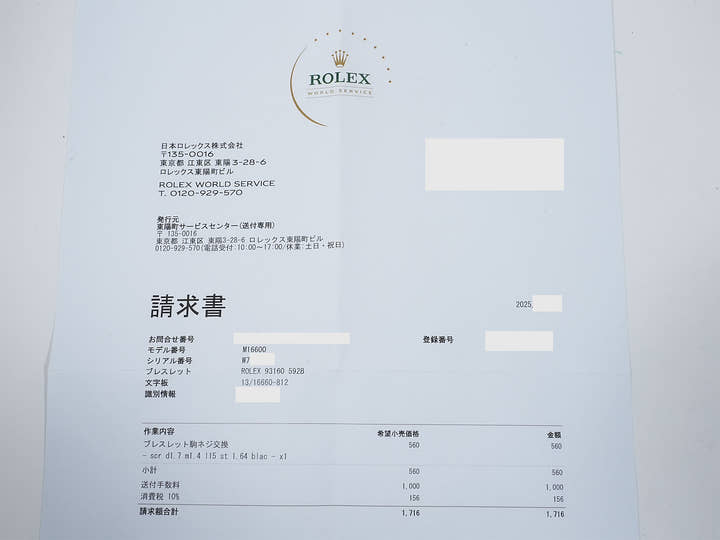 ROLEX
WORLD SERVICE
日本ロレックス株式会社
〒135-0016
東京都 江東区 東陽3-28-6
ロレックス東陽町ビル
ROLEX WORLD SERVICE
T. 0120-929-570
発行元
東陽町サービスセンター(送付専用)
〒 135-0016
東京都 江東区 東陽3-28-6 ロレックス東陽町ビル
0120-929-570(電話受付:10:00～17:00/休業:土日・祝日)
請求書
2025.
お問合せ番号
登録番号
モデル番号 M16600
シリアル番号 W7
ブレスレット ROLEX 93160 592B
文字板 13/16660-812
識別情報
作業内容 希望小売価格 金額
ブレスレット駒ネジ交換 560 560
- scr d1.7 m1.4 l15 st 1.64 blac - x1
小計 560 560
送付手数料 1,000 1,000
消費税 10% 156 156
請求額合計 1,716 1,716